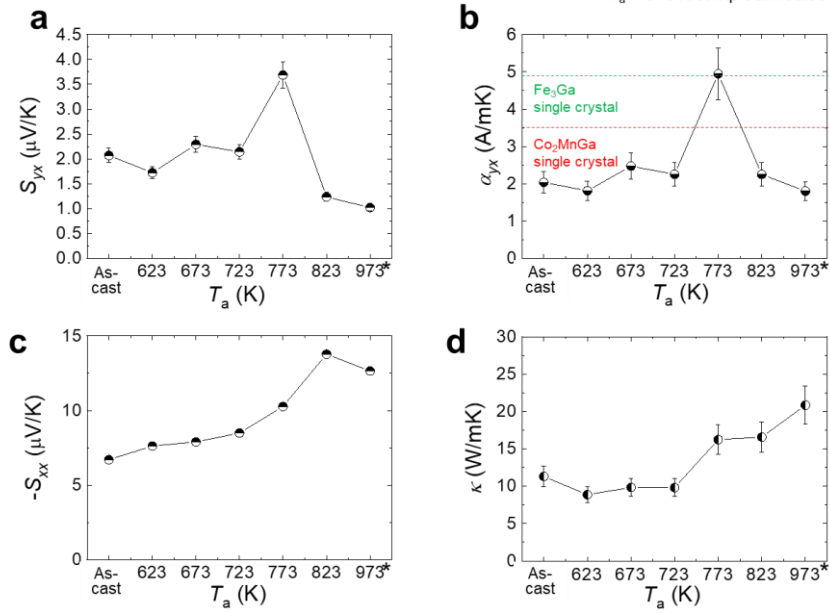 a
4.5
4.0
3.5
3.0
2.5
2.0
1.5
1.0
0.5
0.0
S_yx (μV/K)
As-
cast
623 673 723 773 823 973*
T_a (K)
b
8
7
6
5
4
3
2
1
0
α_yx (A/mK)
Fe₃Ga
single crystal
Co₂MnGa
single crystal
As-
cast
623 673 723 773 823 973*
T_a (K)
c
15
10
5
0
-S_xx (μV/K)
As-
cast
623 673 723 773 823 973*
T_a (K)
d
30
25
20
15
10
5
0
κ (W/mK)
As-
cast
623 673 723 773 823 973*
T_a (K)